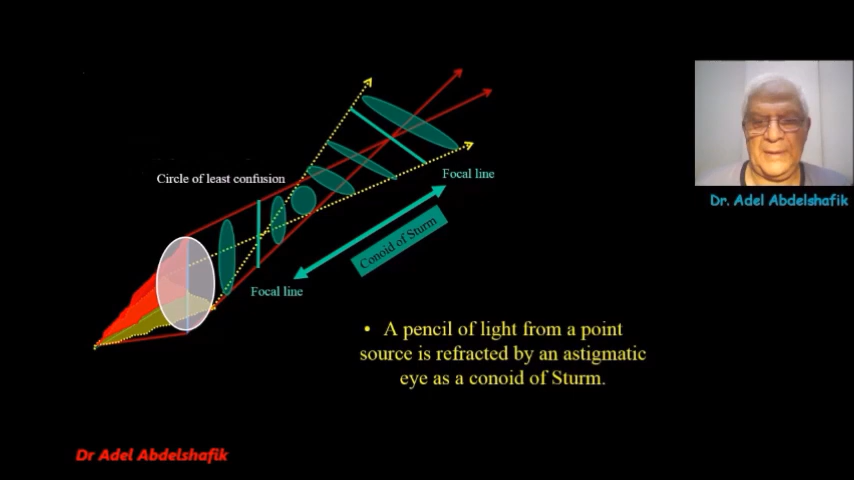 Circle of least confusion
Focal line
Conoid of Sturm
Focal line
Dr. Adel Abdelshafik
• A pencil of light from a point
source is refracted by an astigmatic
eye as a conoid of Sturm.
Dr Adel Abdelshafik